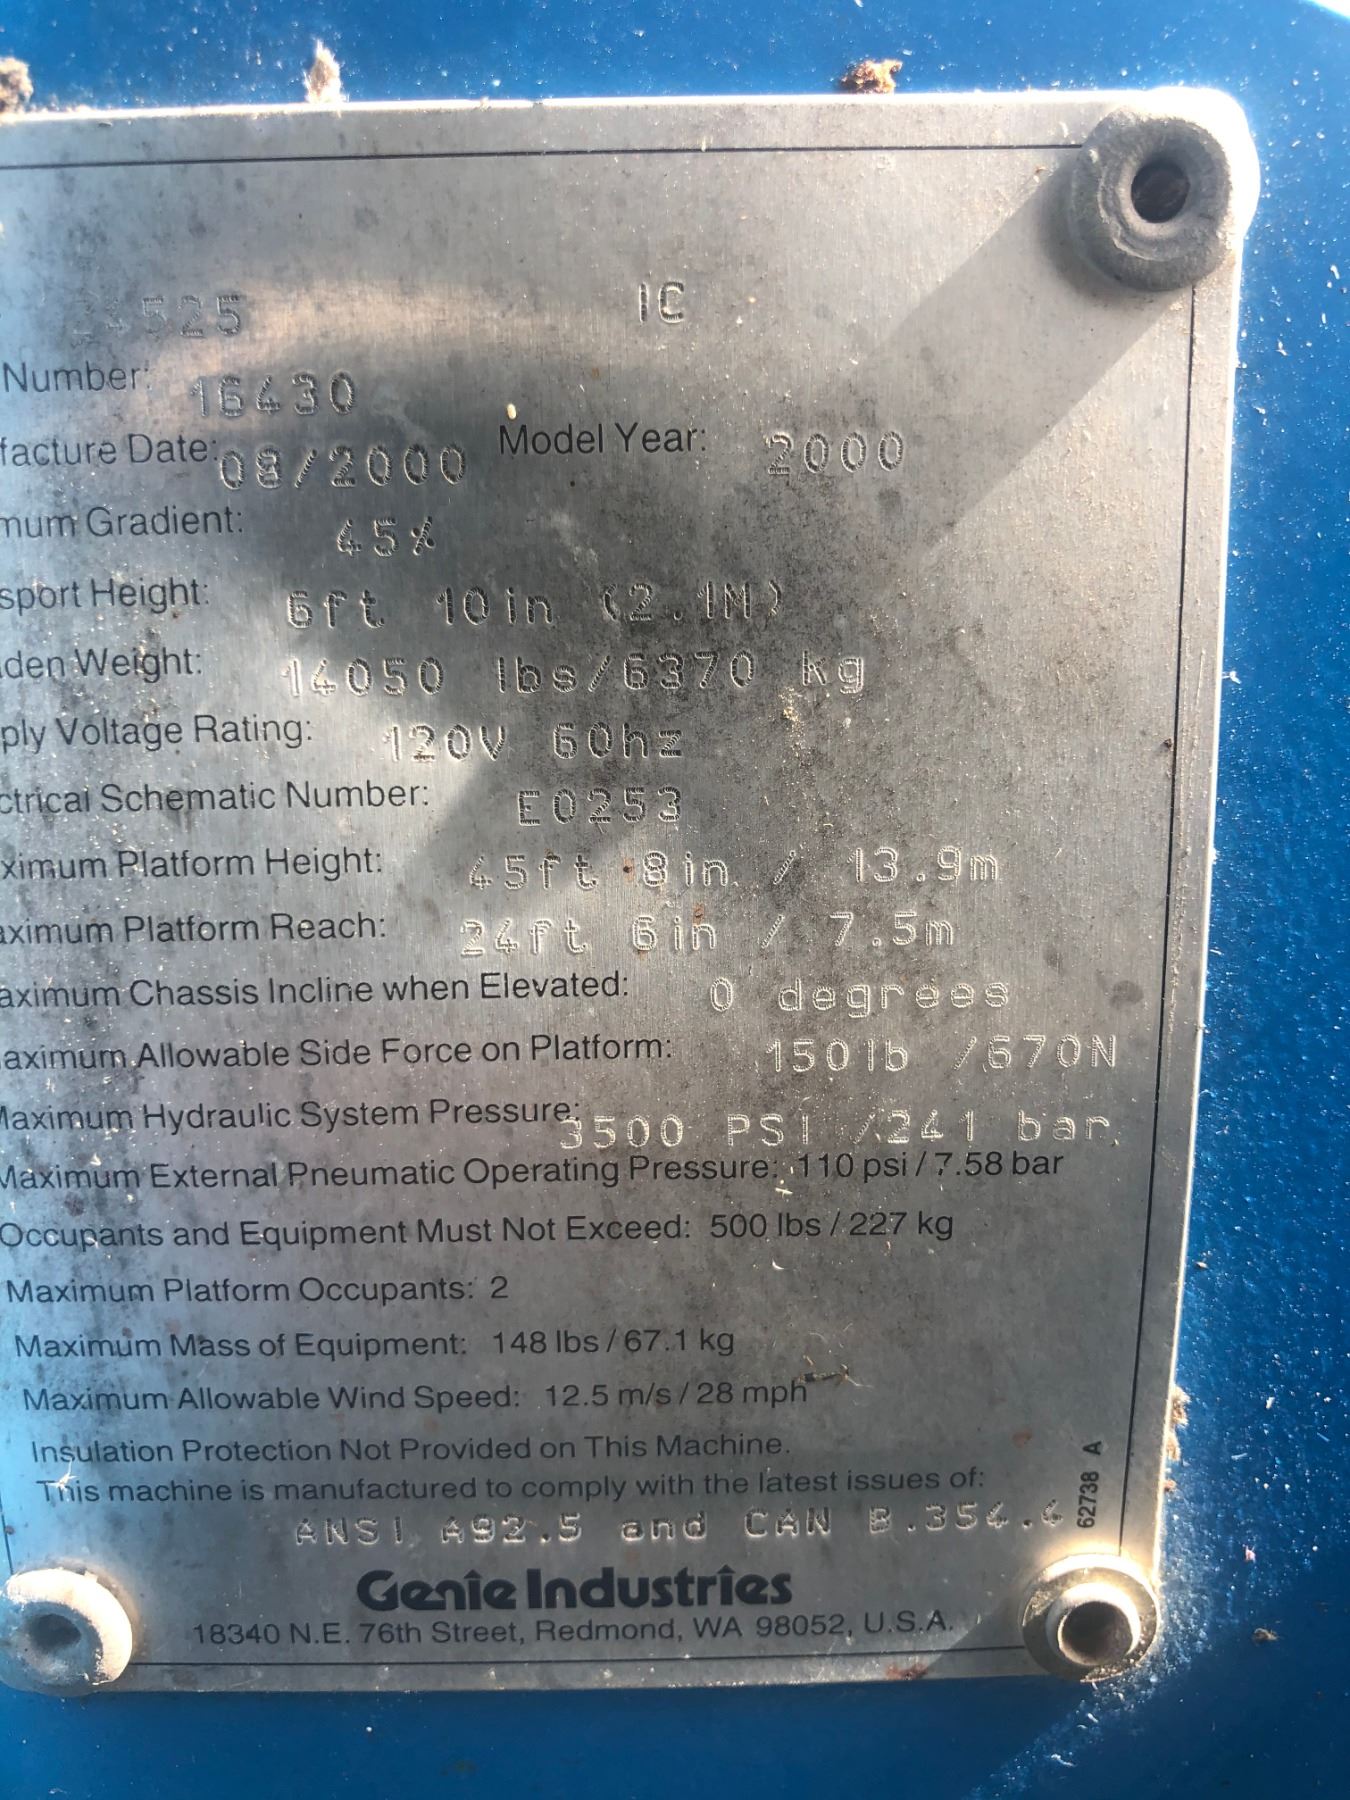 24525 IC
Number: 16430
facture Date: 08/2000 Model Year: 2000
mum Gradient: 45%
sport Height: 6ft 10in (2.1M)
den Weight: 14050 lbs/6370 kg
ply Voltage Rating: 120V 60hz
ctrical Schematic Number: E0253
ximum Platform Height: 45ft 8in / 13.9m
aximum Platform Reach: 24ft 6in / 7.5m
aximum Chassis Incline when Elevated: 0 degrees
aximum Allowable Side Force on Platform: 150lb /670N
Maximum Hydraulic System Pressure: 3500 PSI /241 bar
Maximum External Pneumatic Operating Pressure: 110 psi / 7.58 bar
Occupants and Equipment Must Not Exceed: 500 lbs / 227 kg
Maximum Platform Occupants: 2
Maximum Mass of Equipment: 148 lbs / 67.1 kg
Maximum Allowable Wind Speed: 12.5 m/s / 28 mph
Insulation Protection Not Provided on This Machine.
This machine is manufactured to comply with the latest issues of:
ANSI A92.5 and CAN B.354.4
62738 A
Genie Industries
18340 N.E. 76th Street, Redmond, WA 98052, U.S.A.